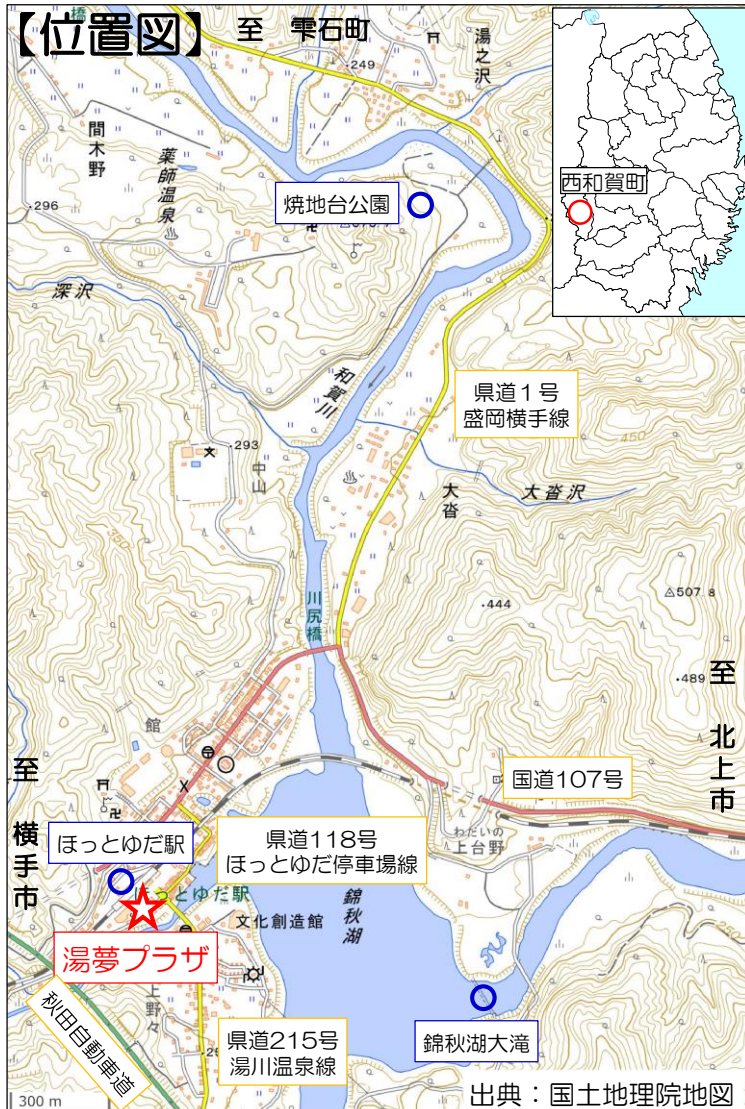 【位置図】
至 雫石町
橋
・249
湯之沢
間木野
薬師温泉
・296
焼地台公園
西和賀町
深沢
和賀川
県道1号
盛岡横手線
450
・293
山中
大沓
大沓沢
350
川尻橋
・444
△507.8
・489
至 北上市
館
国道107号
至 横手市
わだいの
上台野
ほっとゆだ駅
県道118号
ほっとゆだ停車場線
ほっとゆだ駅
文化創造館
錦秋湖
湯夢プラザ
上野々
秋田自動車道
県道215号
湯川温泉線
錦秋湖大滝
300 m
出典:国土地理院地図